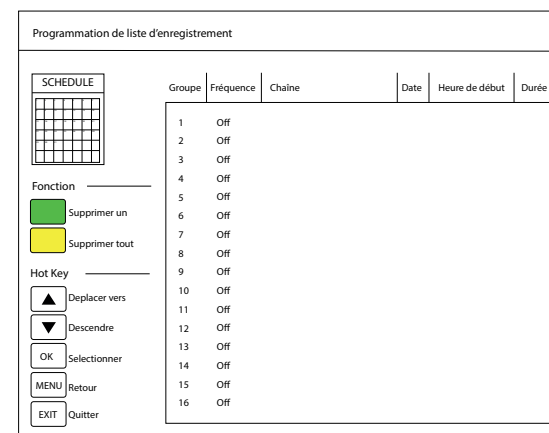 Programmation de liste d'enregistrement
SCHEDULE
Groupe Fréquence Chaîne Date Heure de début Durée
1 Off
2 Off
3 Off
4 Off
5 Off
6 Off
7 Off
8 Off
9 Off
10 Off
11 Off
12 Off
13 Off
14 Off
15 Off
16 Off
Fonction
Supprimer un
Supprimer tout
Hot Key
Deplacer vers
Descendre
OK Selectionner
MENU Retour
EXIT Quitter